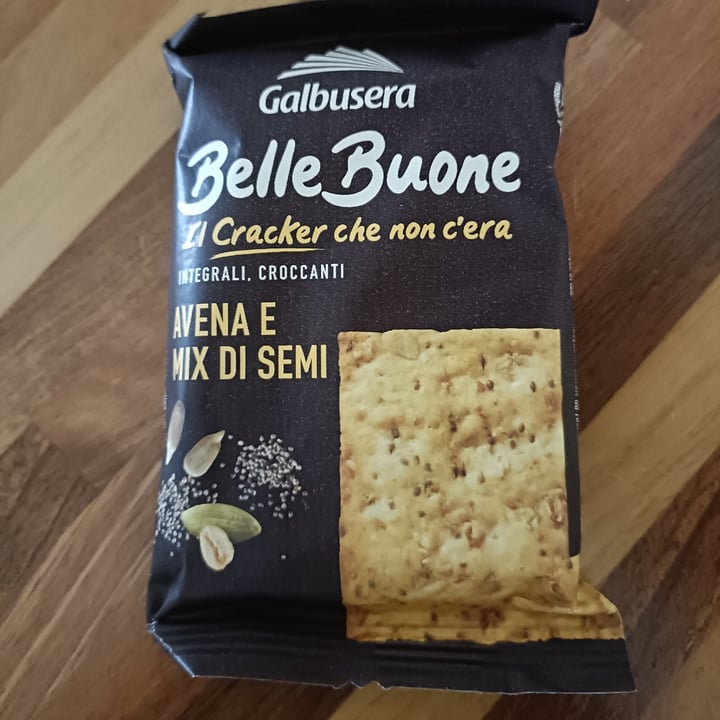 Galbusera
Belle Buone
Il Cracker che non c'era
INTEGRALI, CROCCANTI
AVENA E
MIX DI SEMI